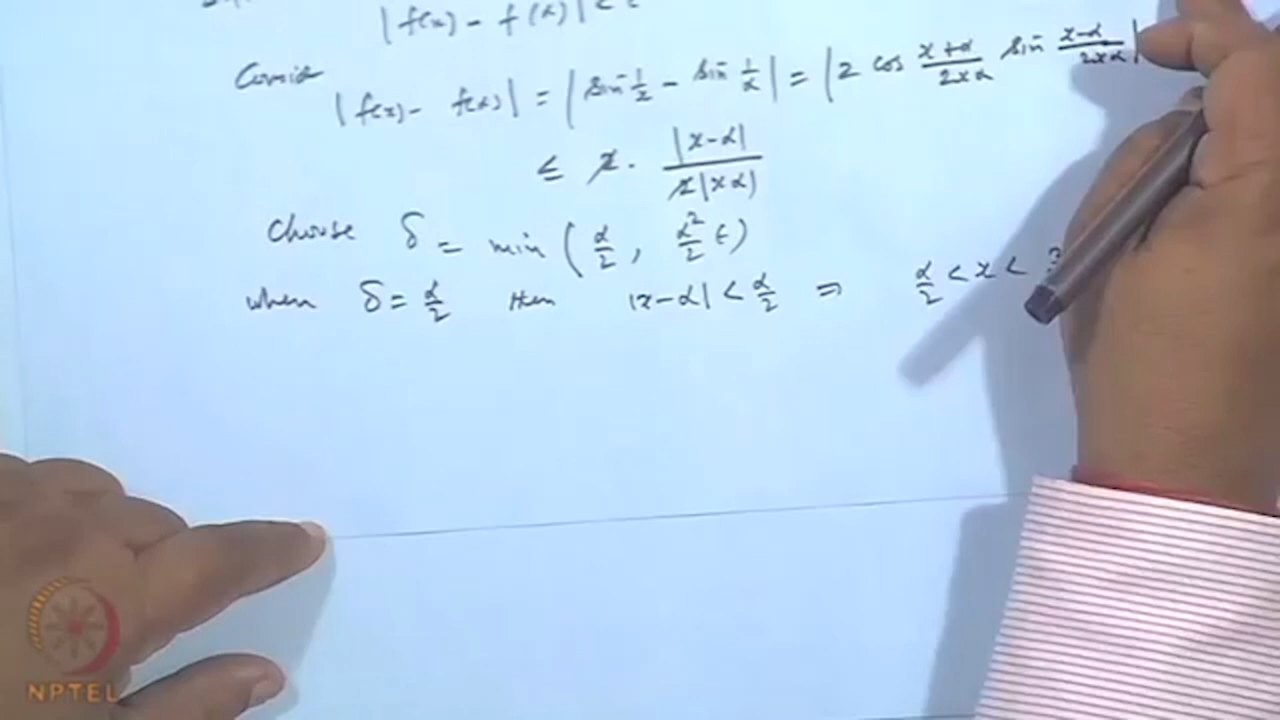 |f(x) - f(α)| < ε
Consider
|f(x) - f(α)| = |sin 1/x - sin 1/α| = |2 cos (x+α)/(2xα) sin (x-α)/(2xα)|
≤ 2 · |x-α| / 2|xα|
Choose δ = min (α/2, α²/2 ε)
when δ = α/2 then |x-α| < α/2 ⇒ α/2 < x < 3
NPTEL